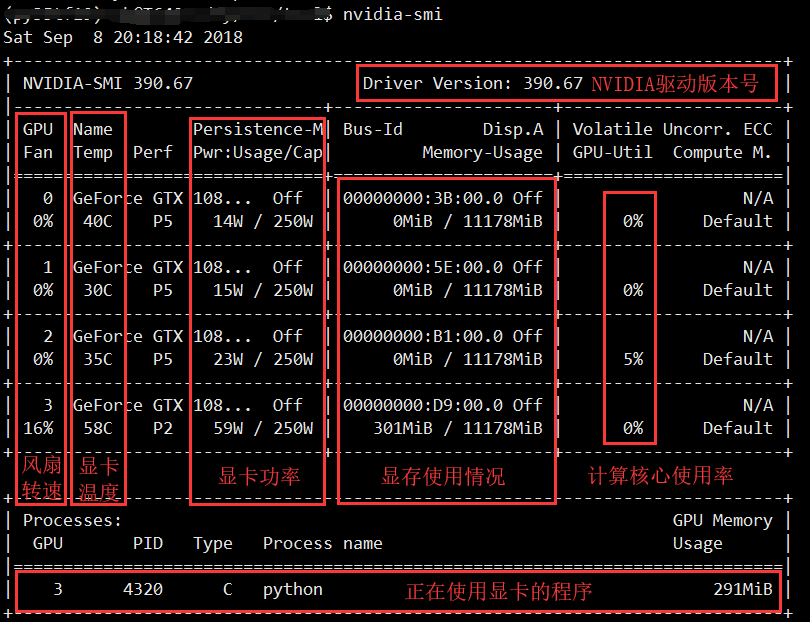 $ nvidia-smi
Sat Sep  8 20:18:42 2018
NVIDIA-SMI 390.67 Driver Version: 390.67 NVIDIA驱动版本号
GPU Name Persistence-M Bus-Id Disp.A Volatile Uncorr. ECC
Fan Temp Perf Pwr:Usage/Cap Memory-Usage GPU-Util Compute M.
0 GeForce GTX 108... Off 00000000:3B:00.0 Off N/A
0% 40C P5 14W / 250W 0MiB / 11178MiB 0% Default
1 GeForce GTX 108... Off 00000000:5E:00.0 Off N/A
0% 30C P5 15W / 250W 0MiB / 11178MiB 0% Default
2 GeForce GTX 108... Off 00000000:B1:00.0 Off N/A
0% 35C P5 23W / 250W 0MiB / 11178MiB 5% Default
3 GeForce GTX 108... Off 00000000:D9:00.0 Off N/A
16% 58C P2 59W / 250W 301MiB / 11178MiB 0% Default
风扇 显卡 显卡功率 显存使用情况 计算核心使用率
转速 温度
Processes: GPU Memory
GPU PID Type Process name Usage
3 4320 C python 正在使用显卡的程序 291MiB